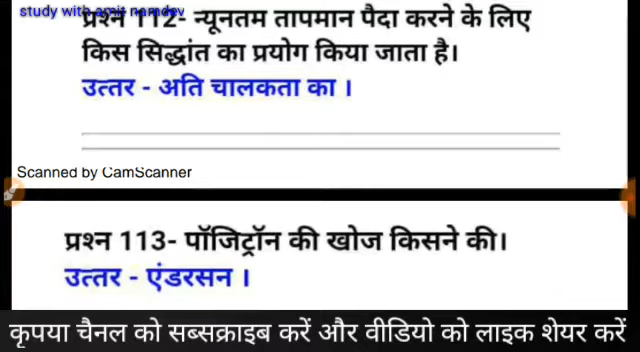 study with amit namdev
प्रश्न 112- न्यूनतम तापमान पैदा करने के लिए
किस सिद्धांत का प्रयोग किया जाता है।
उत्तर - अति चालकता का ।
Scanned by CamScanner
प्रश्न 113- पॉजिट्रॉन की खोज किसने की।
उत्तर - एंडरसन ।
कृपया चैनल को सब्सक्राइब करें और वीडियो को लाइक शेयर करें